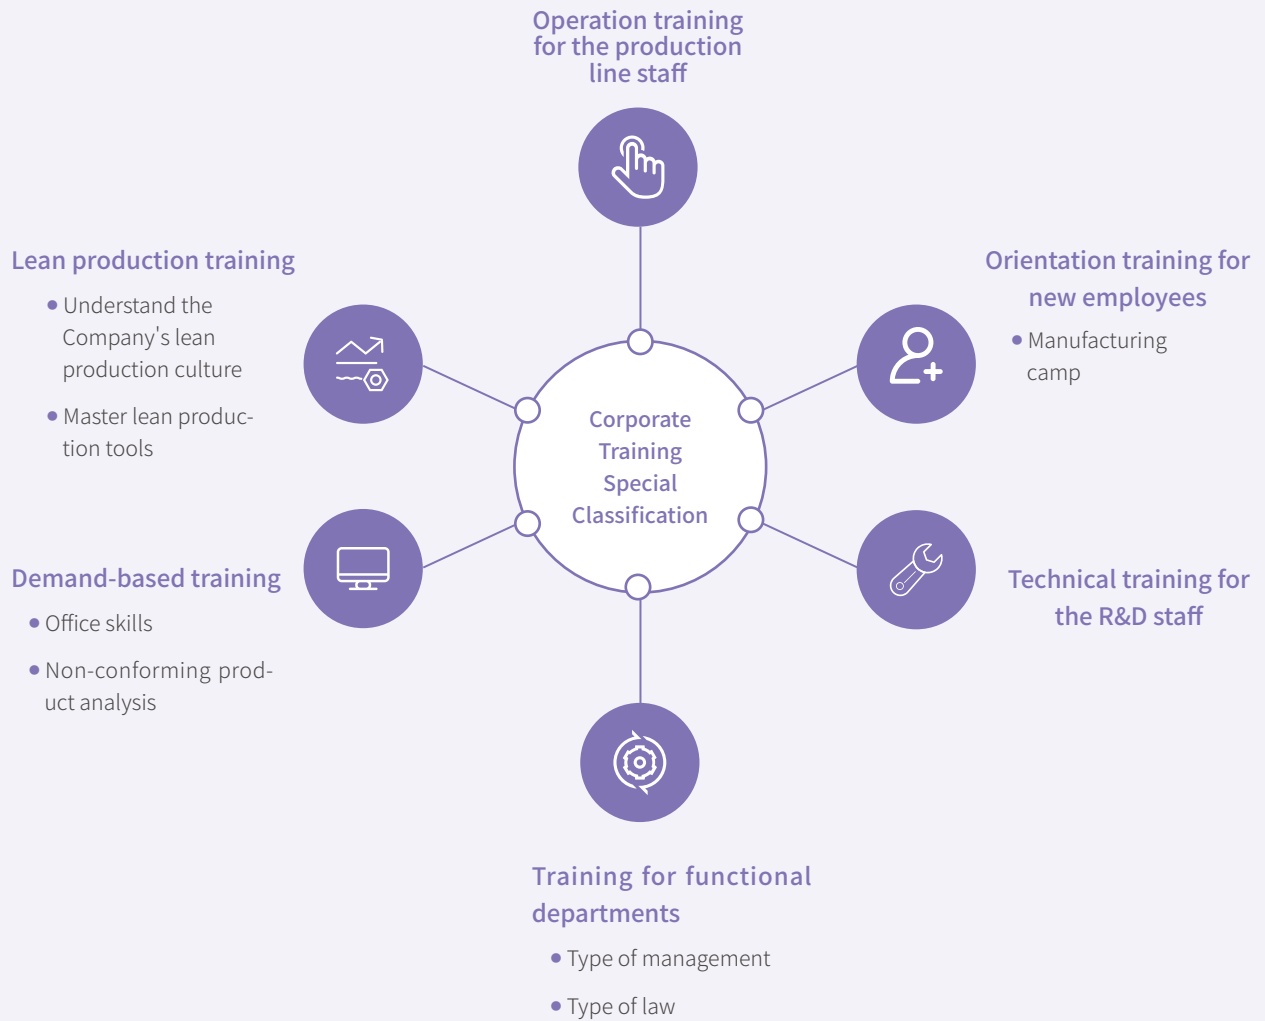 Operation training
for the production
line staff
Lean production training
Understand the
Company's lean
production culture
Master lean produc-
tion tools
Orientation training for
new employees
Manufacturing
camp
Corporate
Training
Special
Classification
Demand-based training
Office skills
Non-conforming prod-
uct analysis
Technical training for
the R&D staff
Training for functional
departments
Type of management
Type of law